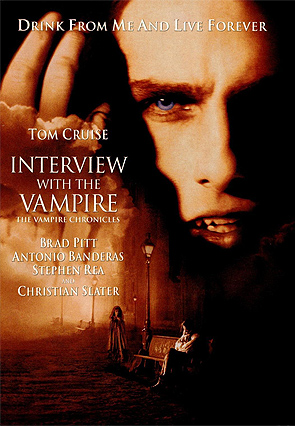 DRINK FROM ME AND LIVE FOREVER
TOM CRUISE
INTERVIEW
WITH THE
VAMPIRE
THE VAMPIRE CHRONICLES
BRAD PITT
ANTONIO BANDERAS
STEPHEN REA
AND
CHRISTIAN SLATER